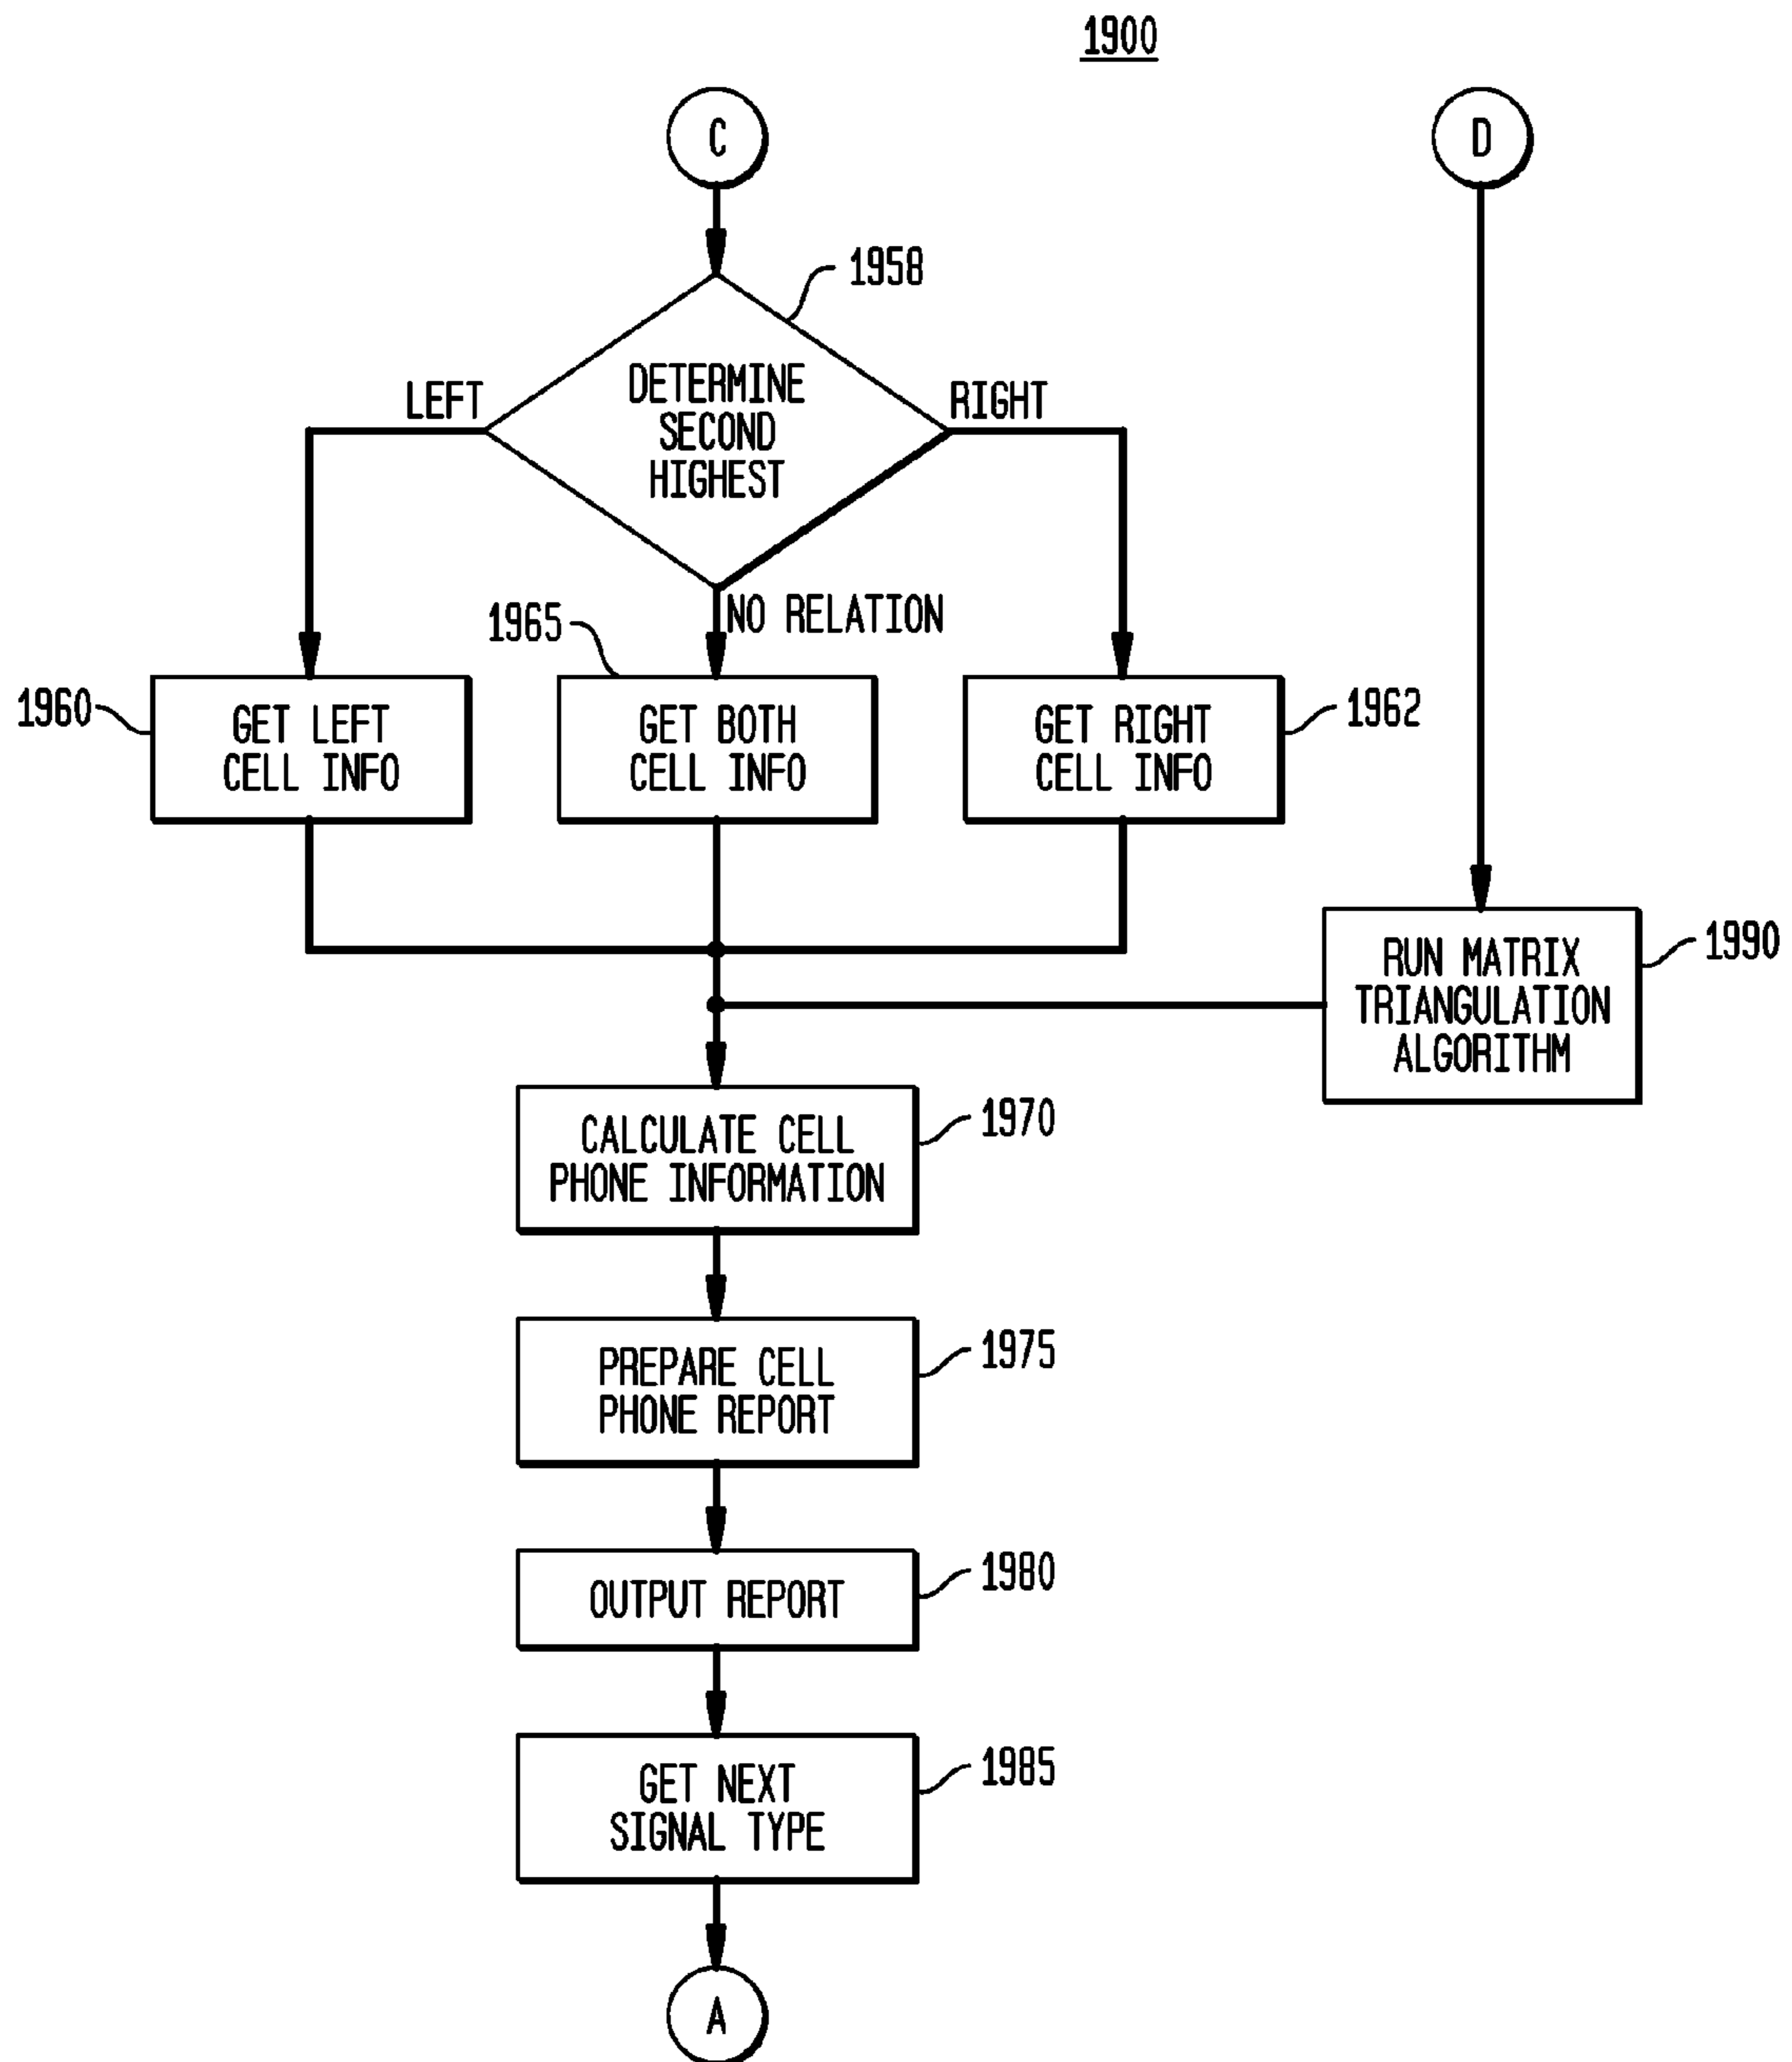 1900
C
D
1958
DETERMINE
SECOND
HIGHEST
LEFT
RIGHT
NO RELATION
1965
1960
GET LEFT
CELL INFO
GET BOTH
CELL INFO
GET RIGHT
CELL INFO
1962
RUN MATRIX
TRIANGULATION
ALGORITHM
1990
CALCULATE CELL
PHONE INFORMATION
1970
PREPARE CELL
PHONE REPORT
1975
OUTPUT REPORT
1980
GET NEXT
SIGNAL TYPE
1985
A